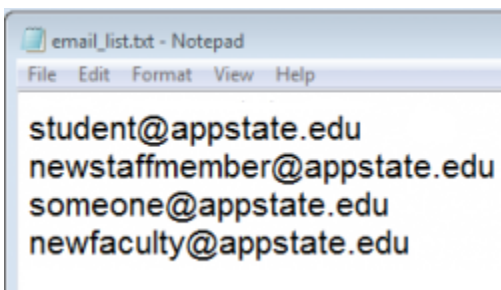 email_list.txt - Notepad
File Edit Format View Help
student@appstate.edu
newstaffmember@appstate.edu
someone@appstate.edu
newfaculty@appstate.edu